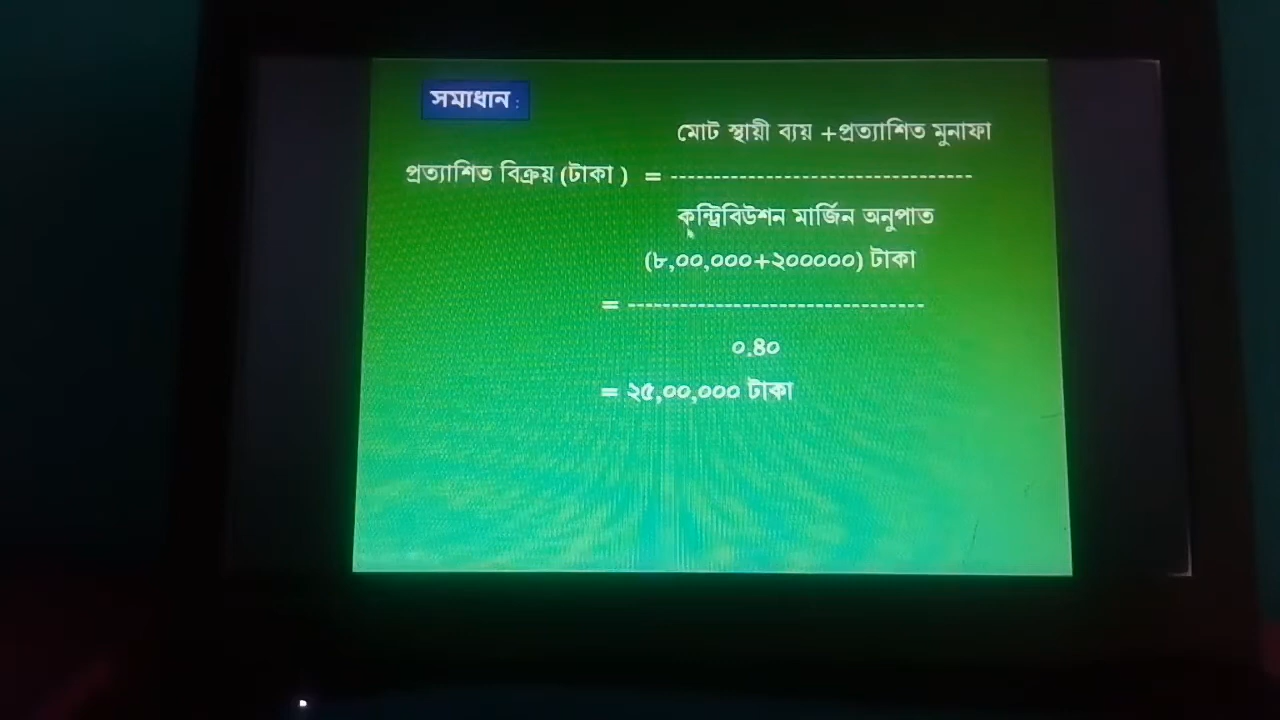 সমাধান :
মোট স্থায়ী ব্যয় +প্রত্যাশিত মুনাফা
প্রত্যাশিত বিক্রয় (টাকা ) = ----------------------------------
কন্ট্রিবিউশন মার্জিন অনুপাত
(৮,০০,০০০+২০০০০০) টাকা
= ----------------------------------
০.৪০
= ২৫,০০,০০০ টাকা